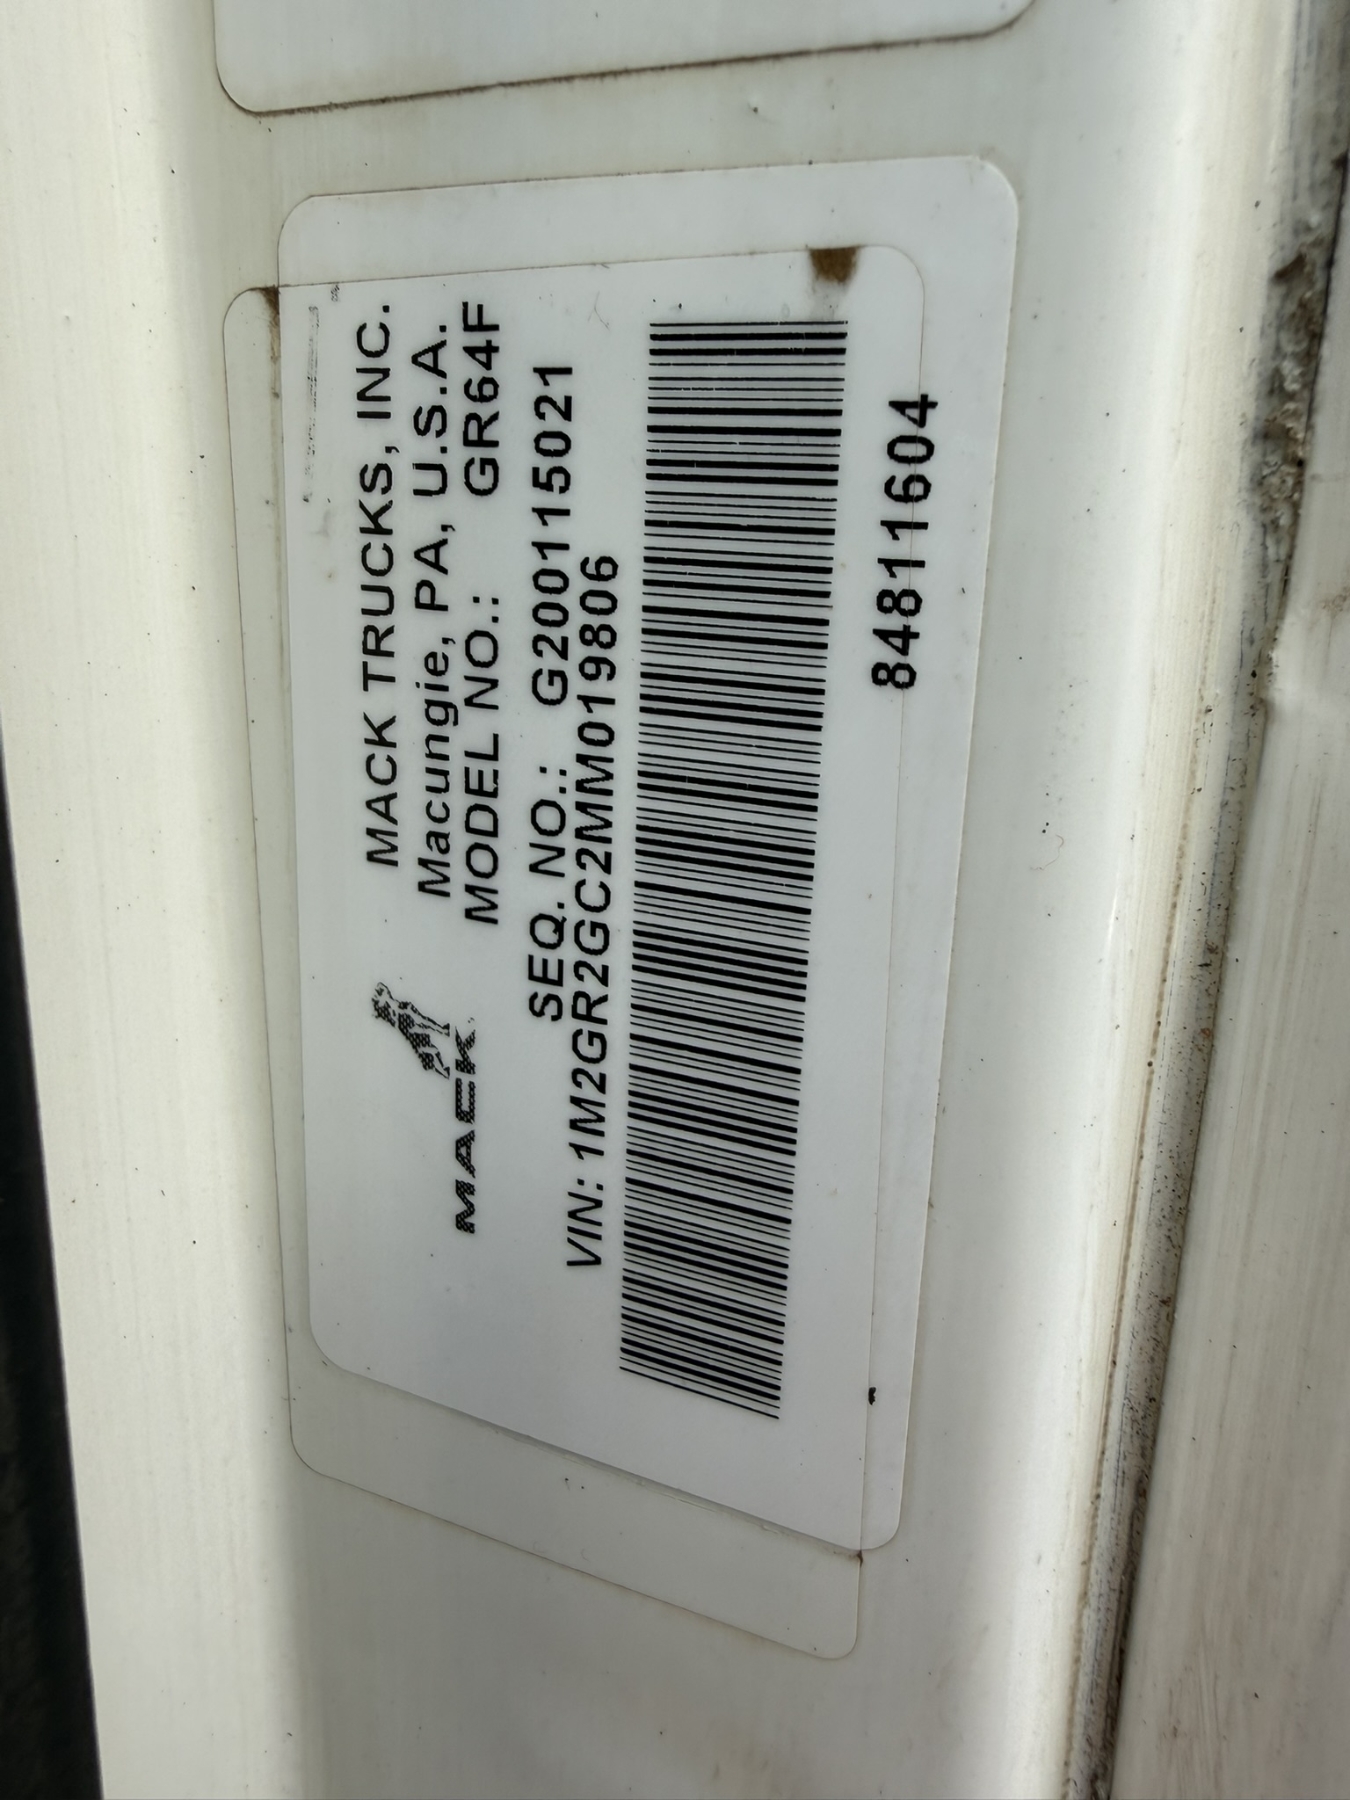 MACK TRUCKS, INC.
Macungie, PA, U.S.A.
MODEL NO.: GR64F
MACK
SEQ. NO.: G200115021
VIN: 1M2GR2GC2MM019806
84811604